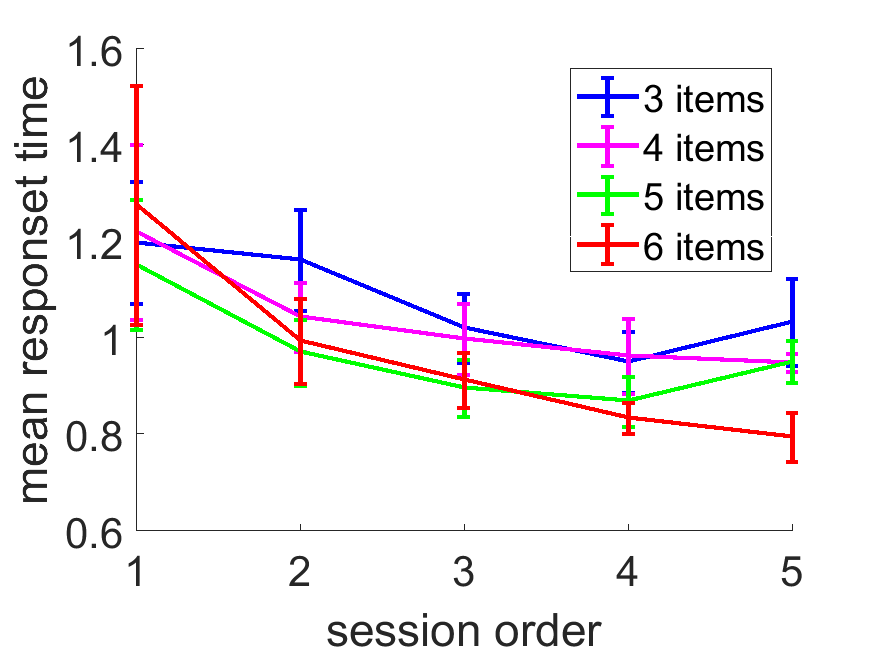 1.6
1.4
1.2
1
0.8
0.6
mean responset time
3 items
4 items
5 items
6 items
1 2 3 4 5
session order